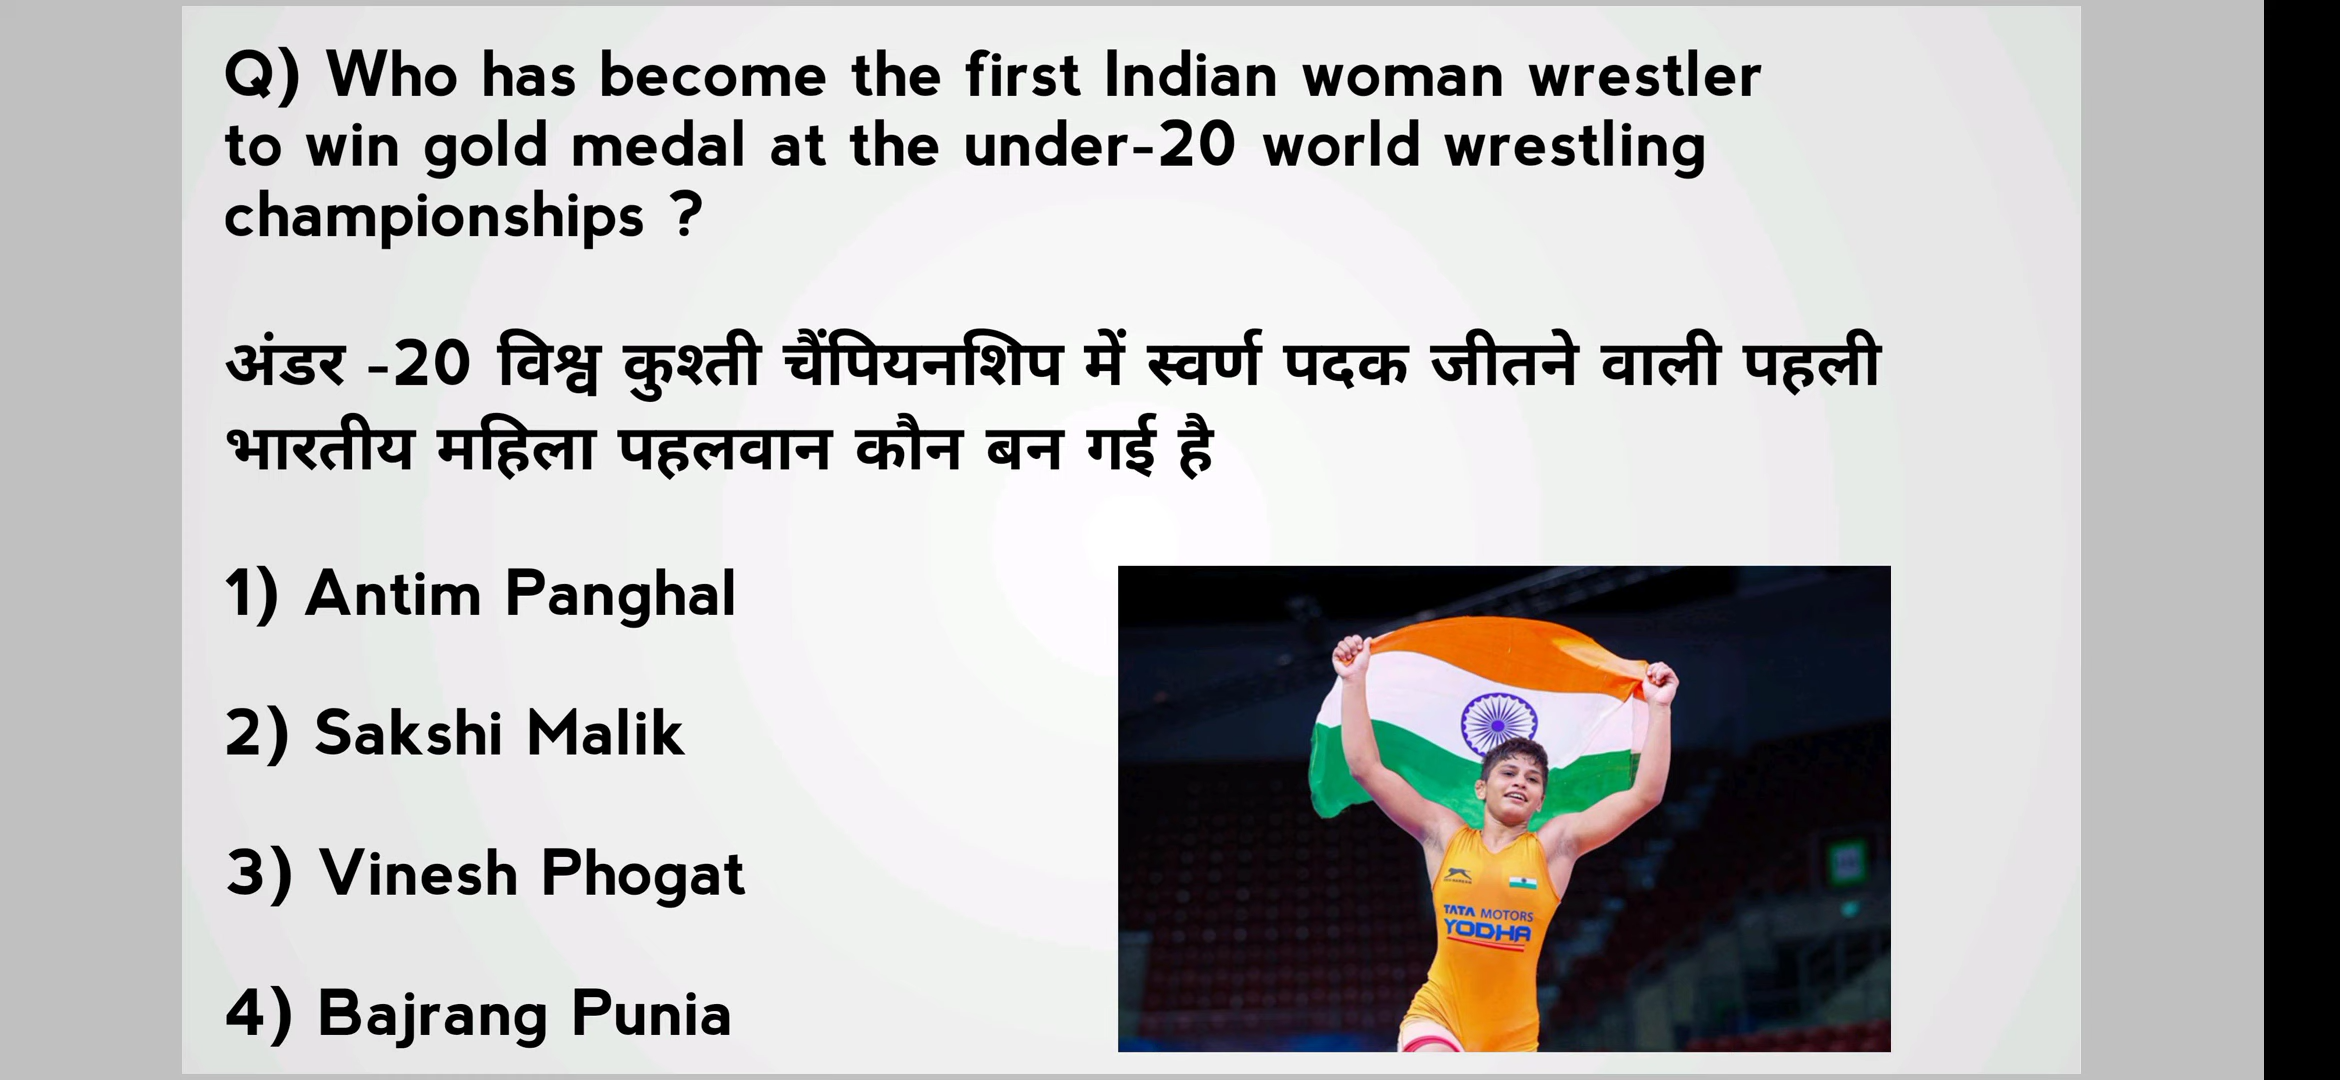 Q) Who has become the first Indian woman wrestler
to win gold medal at the under-20 world wrestling
championships ?
अंडर -20 विश्व कुश्ती चैंपियनशिप में स्वर्ण पदक जीतने वाली पहली
भारतीय महिला पहलवान कौन बन गई है
1) Antim Panghal
2) Sakshi Malik
3) Vinesh Phogat
4) Bajrang Punia
TATA MOTORS
YODHA